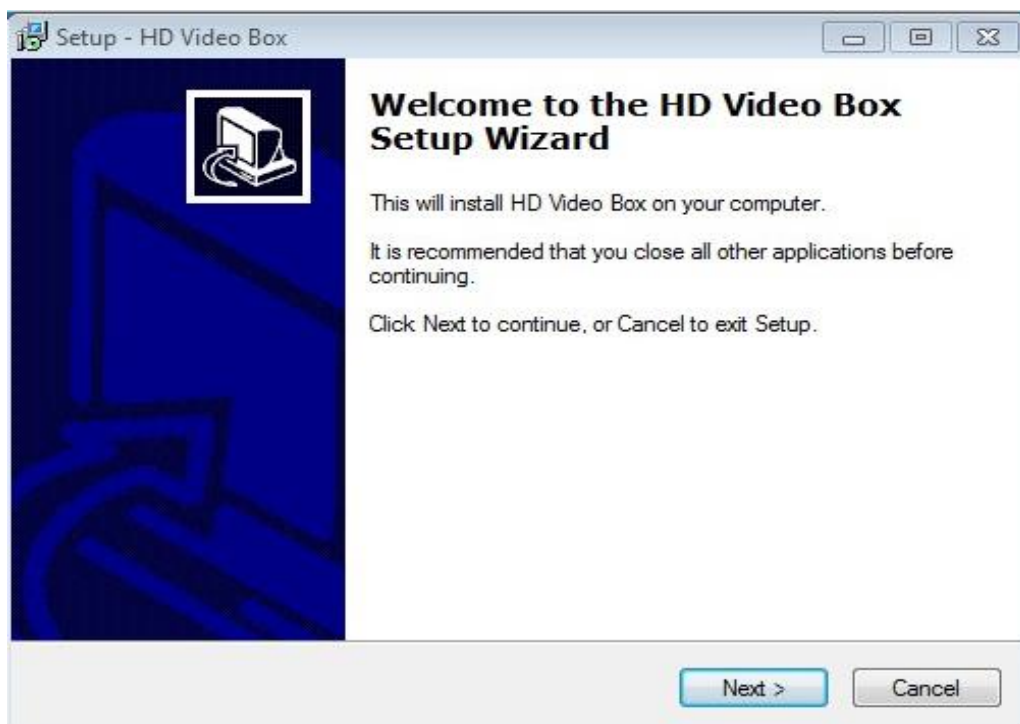 Setup - HD Video Box
Welcome to the HD Video Box
Setup Wizard
This will install HD Video Box on your computer.
It is recommended that you close all other applications before
continuing.
Click Next to continue, or Cancel to exit Setup.
Next >
Cancel